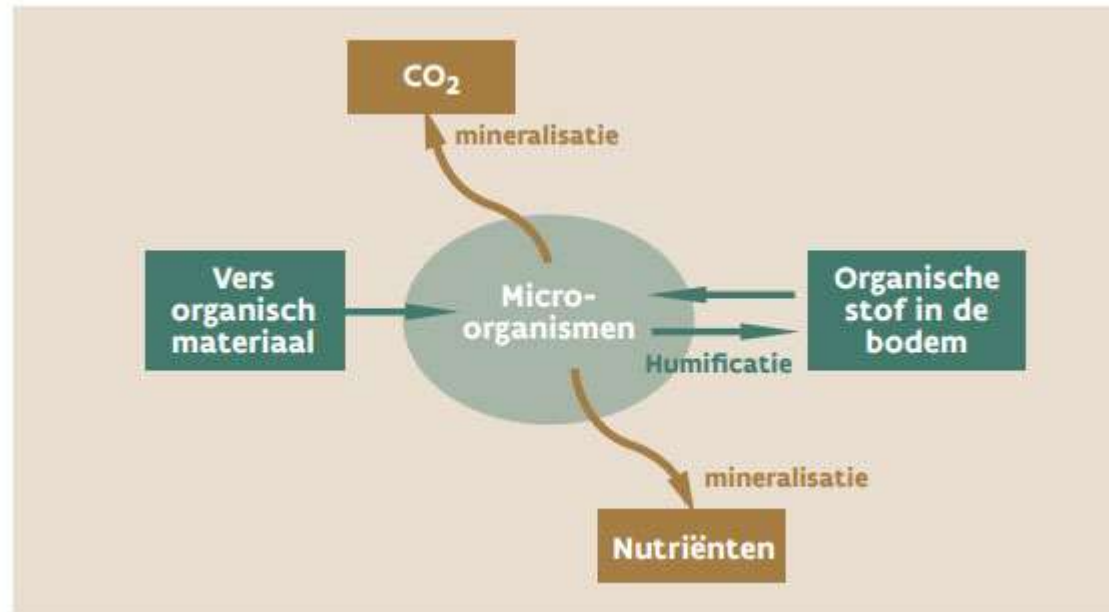 CO₂
mineralisatie
Vers
organisch
materiaal
Micro-
organismen
Organische
stof in de
bodem
Humificatie
mineralisatie
Nutriënten